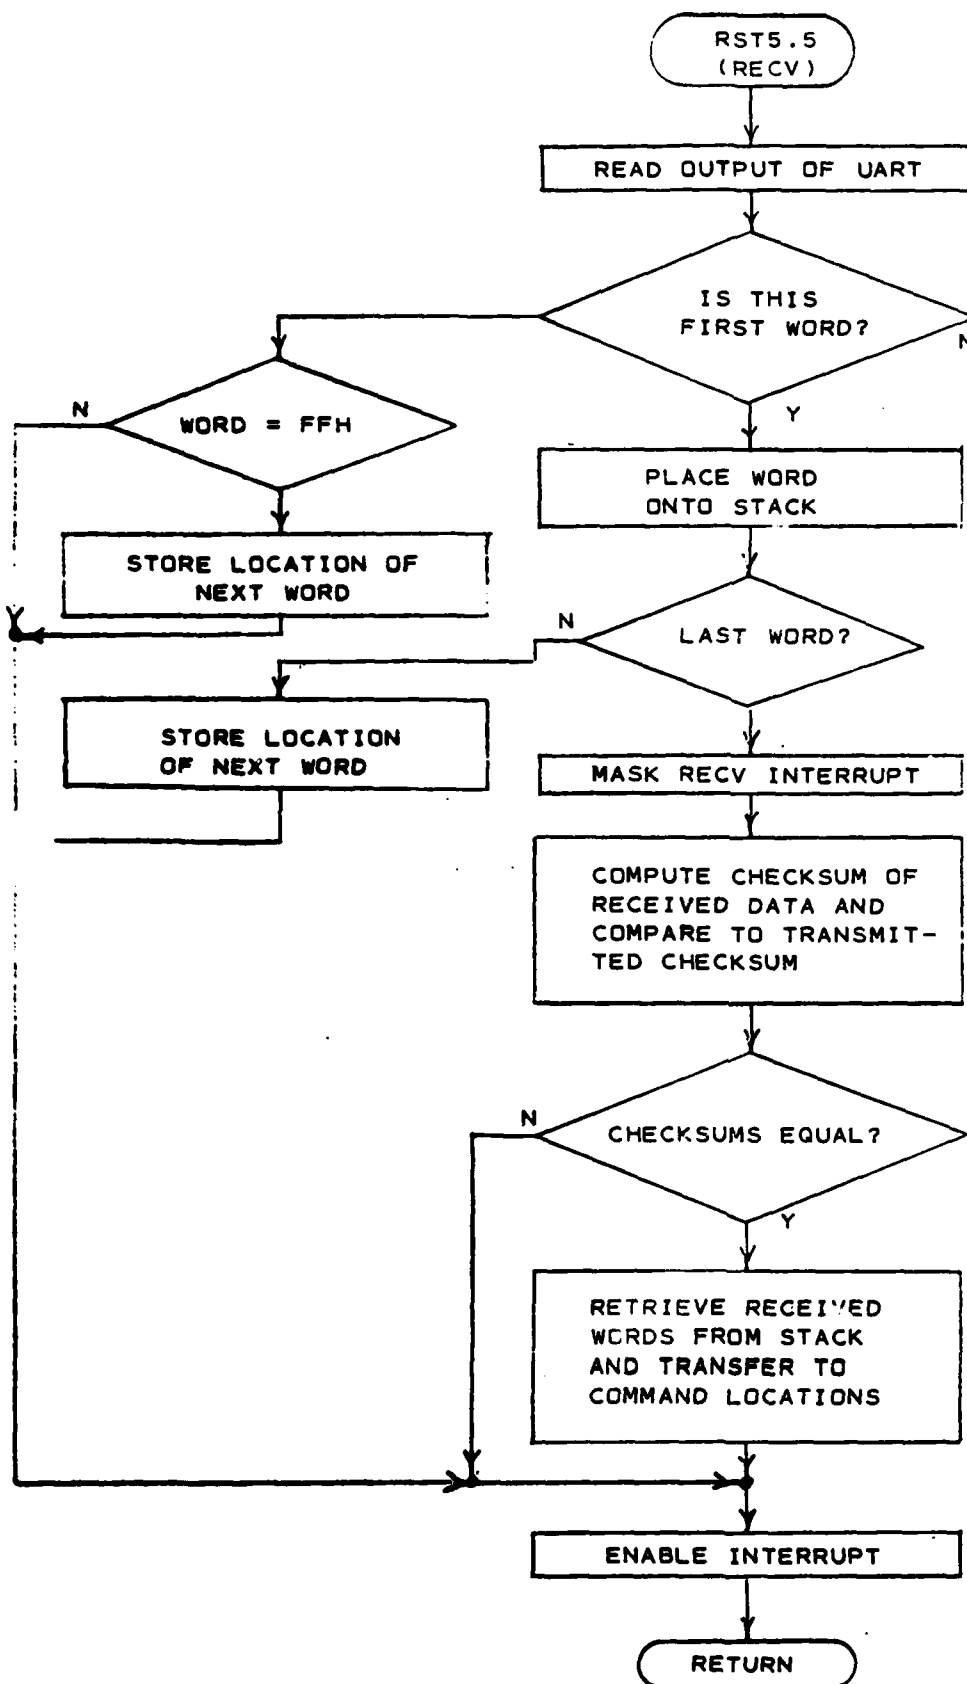 RST5.5
(RECV)
READ OUTPUT OF UART
IS THIS
FIRST WORD?
N
Y
N
WORD = FFH
PLACE WORD
ONTO STACK
STORE LOCATION OF
NEXT WORD
N
LAST WORD?
STORE LOCATION
OF NEXT WORD
MASK RECV INTERRUPT
COMPUTE CHECKSUM OF
RECEIVED DATA AND
COMPARE TO TRANSMIT-
TED CHECKSUM
N
CHECKSUMS EQUAL?
Y
RETRIEVE RECEIVED
WORDS FROM STACK
AND TRANSFER TO
COMMAND LOCATIONS
ENABLE INTERRUPT
RETURN